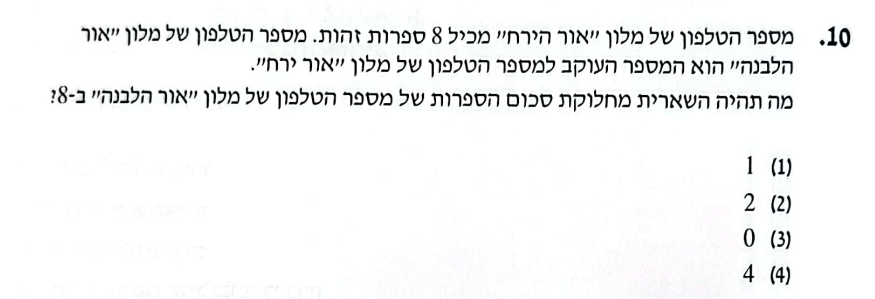 10. מספר הטלפון של מלון "אור הירח" מכיל 8 ספרות זהות. מספר הטלפון של מלון "אור
הלבנה" הוא המספר העוקב למספר הטלפון של מלון "אור ירח".
מה תהיה השארית מחלוקת סכום הספרות של מספר הטלפון של מלון "אור הלבנה" ב-8?
(1) 1
(2) 2
(3) 0
(4) 4